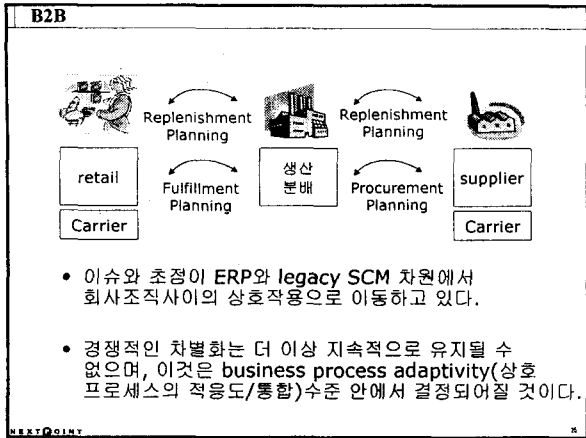 B2B
Replenishment
Planning
Replenishment
Planning
retail
Fulfillment
Planning
생산
분배
Procurement
Planning
supplier
Carrier
Carrier
• 이슈와 초점이 ERP와 legacy SCM 차원에서
회사조직사이의 상호작용으로 이동하고 있다.
• 경쟁적인 차별화는 더 이상 지속적으로 유지될 수
없으며, 이것은 business process adaptivity(상호
프로세스의 적응도/통합)수준 안에서 결정되어질 것이다.
NEXTPOINT